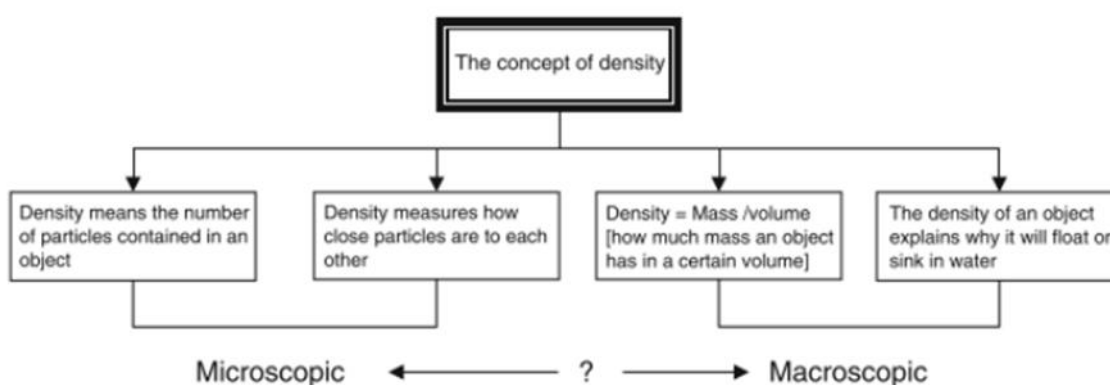 The concept of density
Density means the number
of particles contained in an
object
Density measures how
close particles are to each
other
Density = Mass /volume
[how much mass an object
has in a certain volume]
The density of an object
explains why it will float or
sink in water
Microscopic
?
Macroscopic